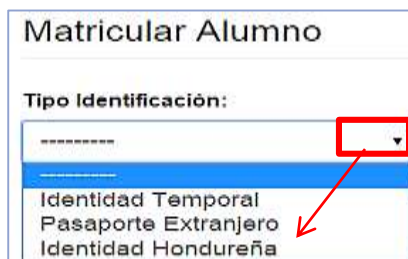 Matricular Alumno
Tipo Identificación:
---------
---------
Identidad Temporal
Pasaporte Extranjero
Identidad Hondureña